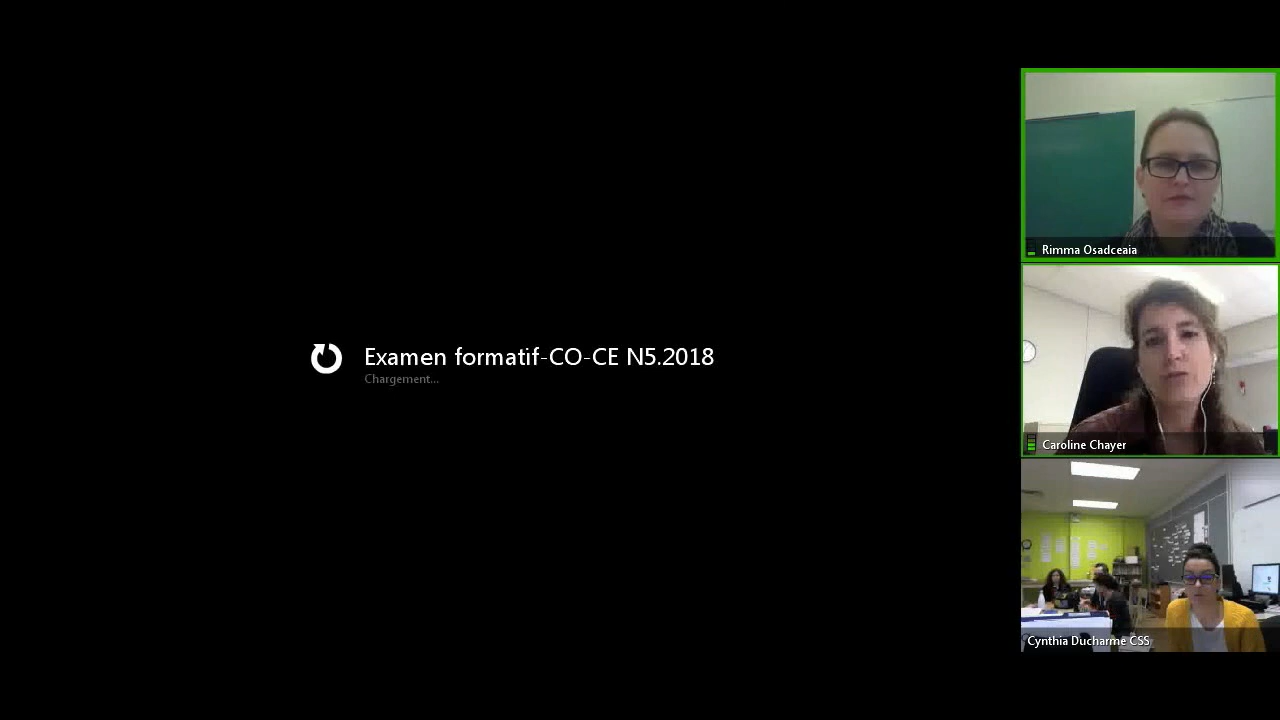 Examen formatif-CO-CE N5.2018
Chargement...
Rimma Osadceaia
Caroline Chayer
Cynthia Ducharme CSS